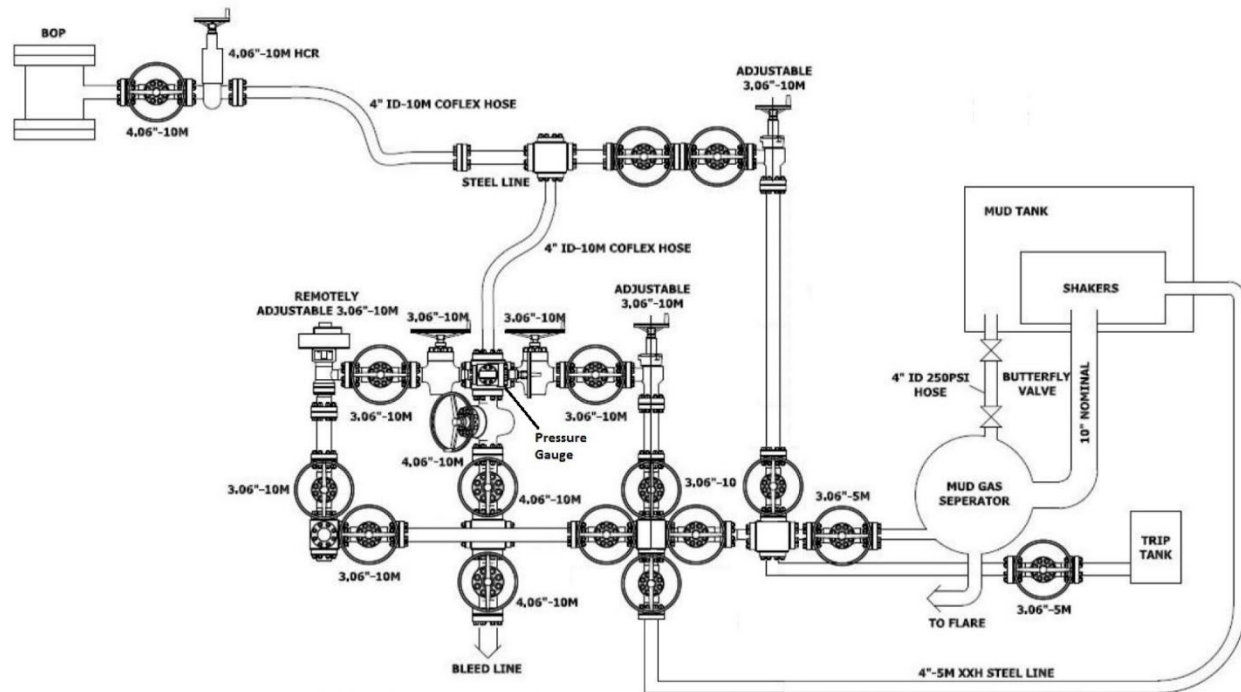 BOP
4.06"-10M HCR
4.06"-10M
4" ID-10M COFLEX HOSE
STEEL LINE
ADJUSTABLE
3.06"-10M
4" ID-10M COFLEX HOSE
MUD TANK
SHAKERS
REMOTELY
ADJUSTABLE 3.06"-10M
3.06"-10M
3.06"-10M
ADJUSTABLE
3.06"-10M
3.06"-10M
3.06"-10M
4" ID 250PSI
HOSE
BUTTERFLY
VALVE
10" NOMINAL
Pressure
Gauge
4.06"-10M
3.06"-10M
4.06"-10M
3.06"-10
3.06"-5M
MUD GAS
SEPERATOR
TRIP
TANK
3.06"-10M
4.06"-10M
3.06"-5M
TO FLARE
BLEED LINE
4"-5M XXH STEEL LINE